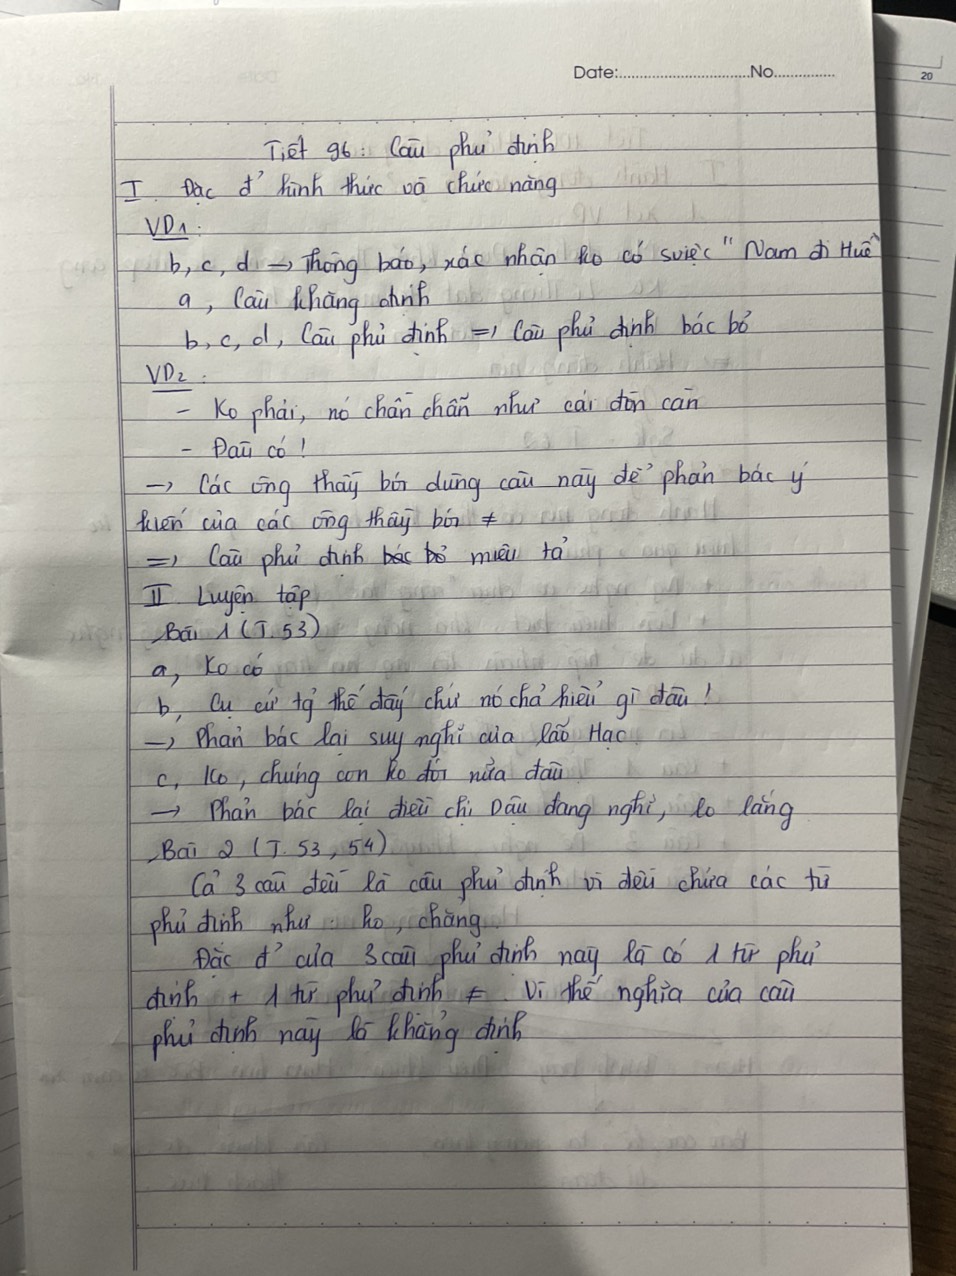 Date:..............................No..............
20
Tiết 96: Câu phủ định
I Đặc đ' hình thức và chức năng
VD1:
b, c, d → Thông báo, xác nhận ko có sviệc "Nam đi Huế"
a, Câu khẳng định
b, c, d, Câu phủ định => Câu phủ định bác bỏ
VD2:
- Ko phải, nó chần chẫn như cái đòn càn
- Đâu có!
→ Các ông thầy bói dùng câu này để phản bác ý
kiến của các ông thầy bói ≠
=> Câu phủ định bác bỏ miêu tả
II Luyện tập
Bài 1 (T.53)
a, Ko có
b, Cụ cứ tg thế đấy chứ nó chả hiểu gì đâu!
→ Phản bác lại suy nghĩ của lão Hạc
c, Ko, chúng con ko đói nữa đâu
→ Phản bác lại điều chị Dậu đang nghĩ, lo lắng
Bài 2 (T.53, 54)
Cả 3 câu đều là câu phủ định vì đều chứa các từ
phủ định như: ko, chẳng
Đặc đ' của 3 câu phủ định này là có 1 từ phủ
định + 1 từ phủ định ≠. Vì thế nghĩa của câu
phủ định này là khẳng định